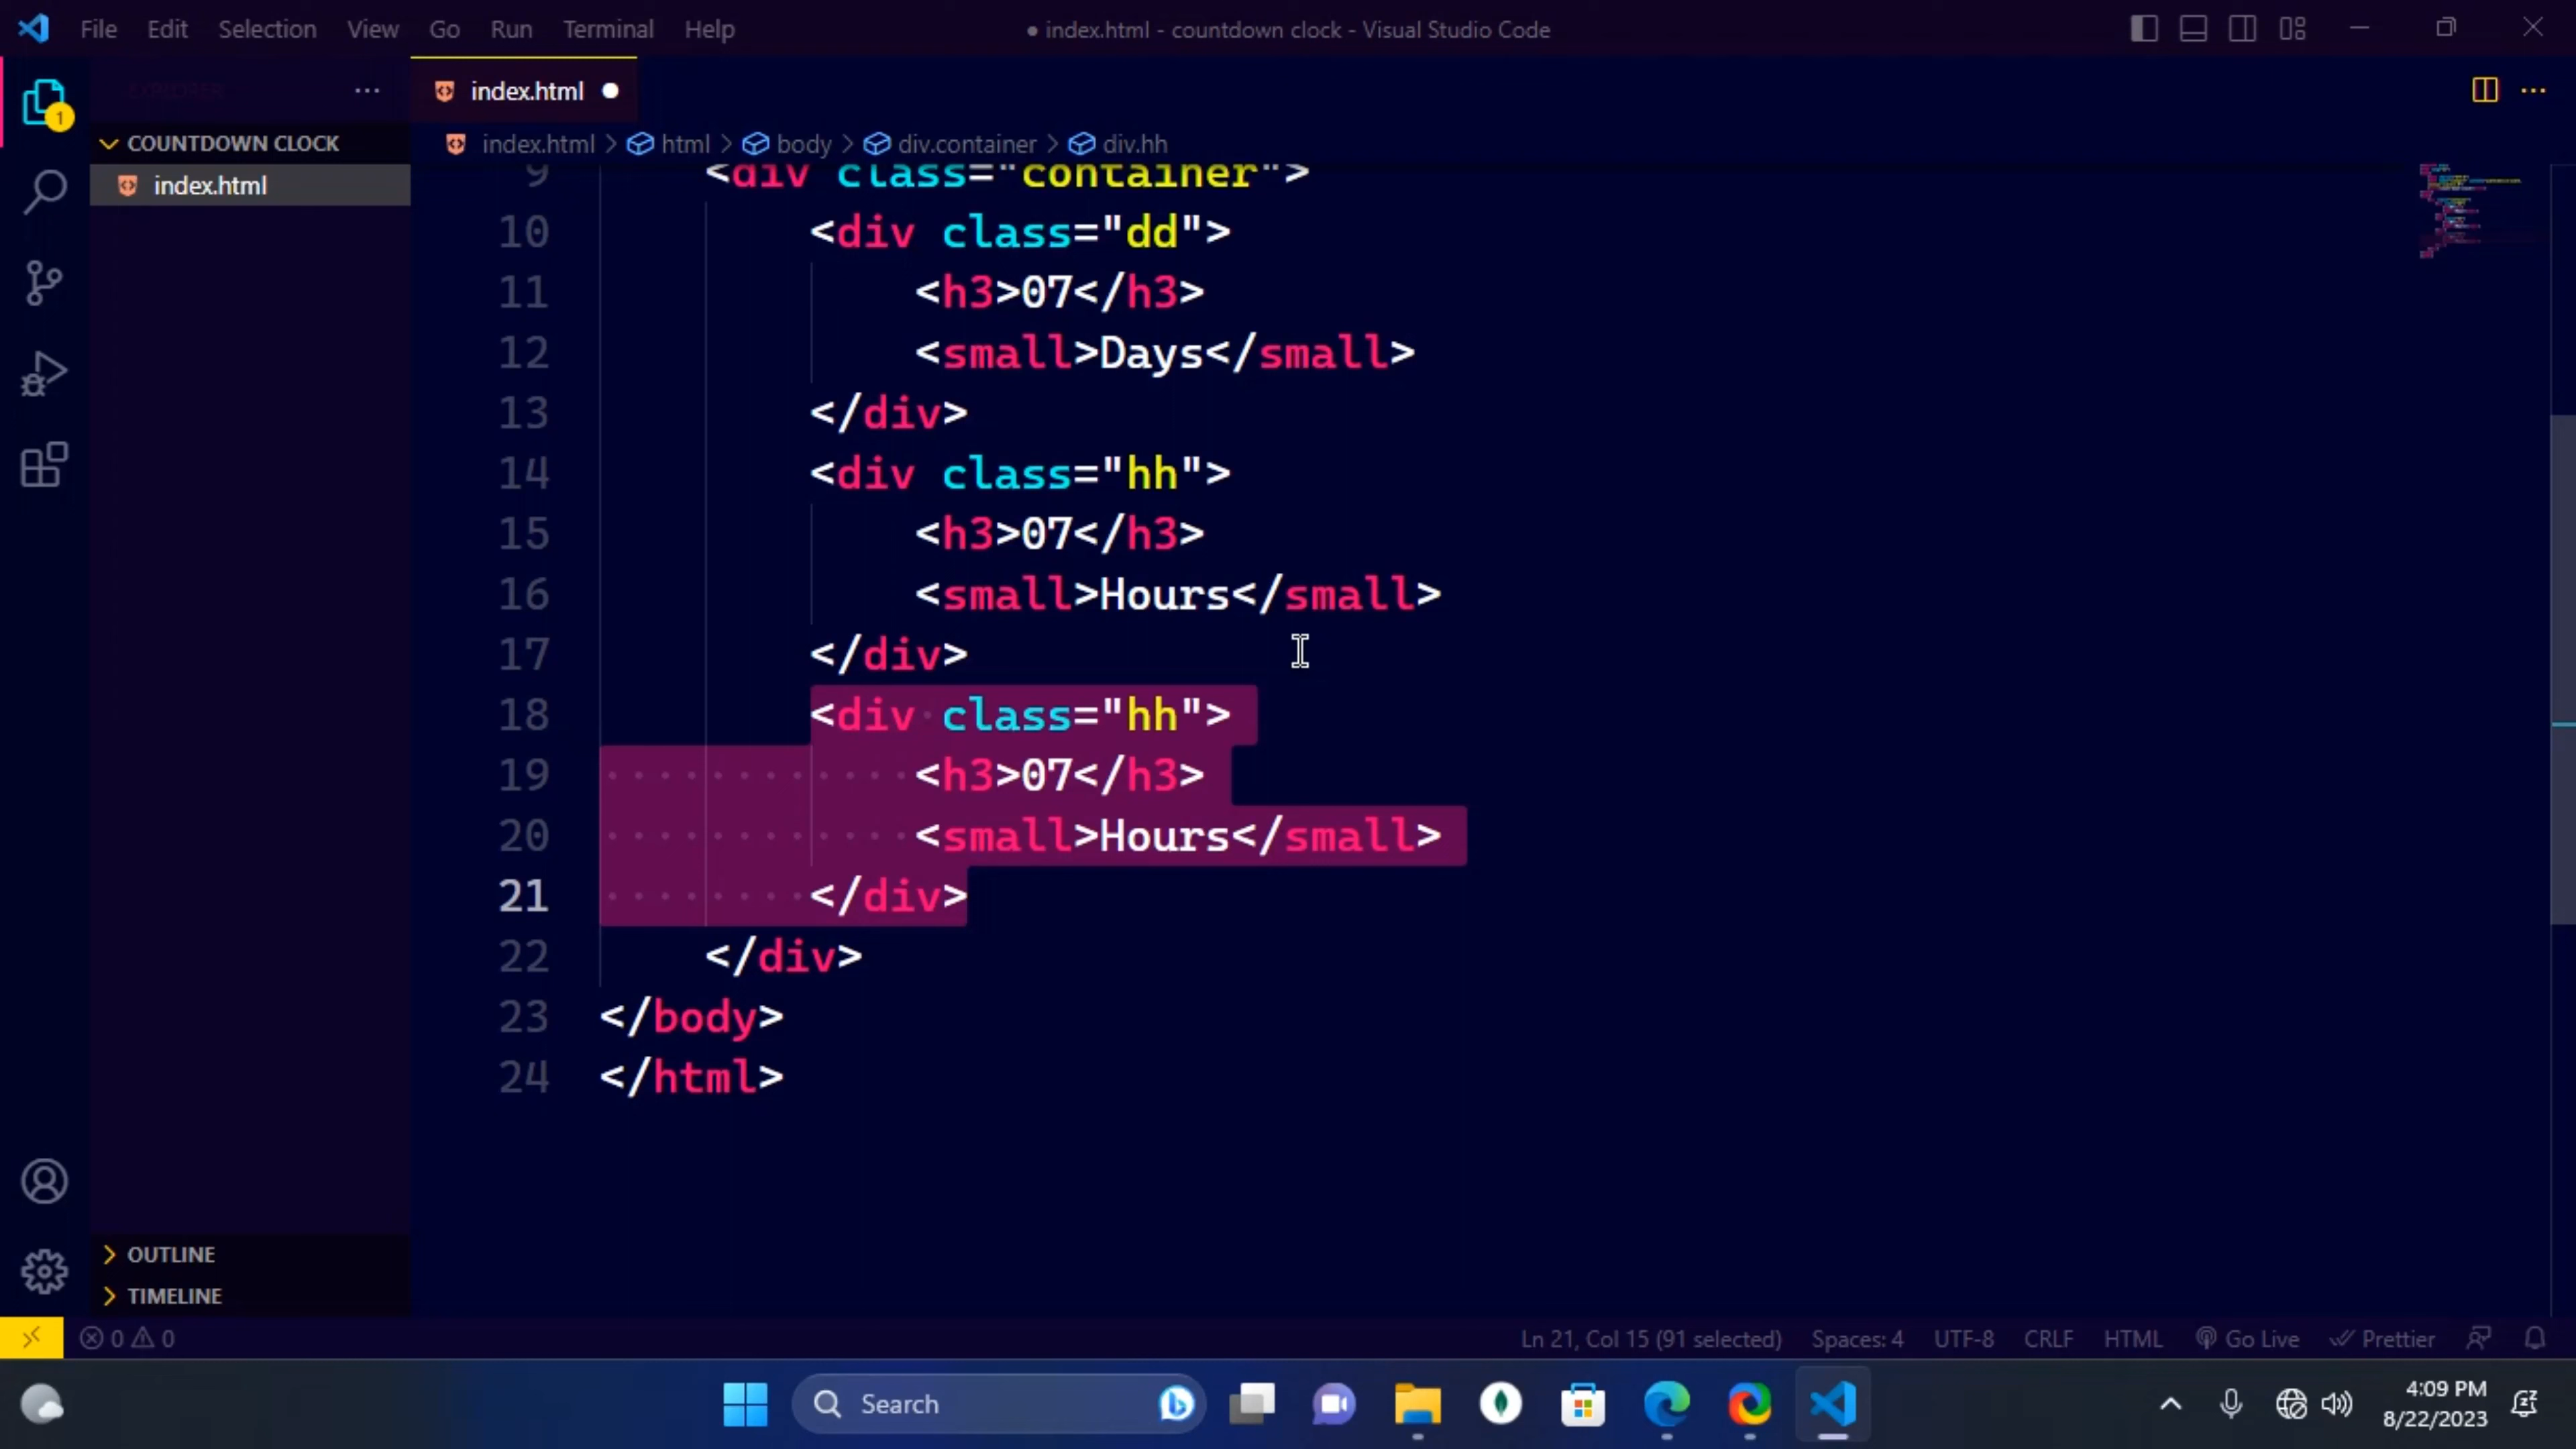 File Edit Selection View Go Run Terminal Help
● index.html - countdown clock - Visual Studio Code
EXPLORER ···
index.html ●
1
COUNTDOWN CLOCK
index.html > html > body > div.container > div.hh
index.html
9 <div class="container">
10 <div class="dd">
11 <h3>07</h3>
12 <small>Days</small>
13 </div>
14 <div class="hh">
15 <h3>07</h3>
16 <small>Hours</small>
17 </div>
18 <div class="hh">
19 <h3>07</h3>
20 <small>Hours</small>
21 </div>
22 </div>
23 </body>
24 </html>
OUTLINE
TIMELINE
0 0
Ln 21, Col 15 (91 selected) Spaces: 4 UTF-8 CRLF HTML Go Live Prettier
Search
4:09 PM
8/22/2023